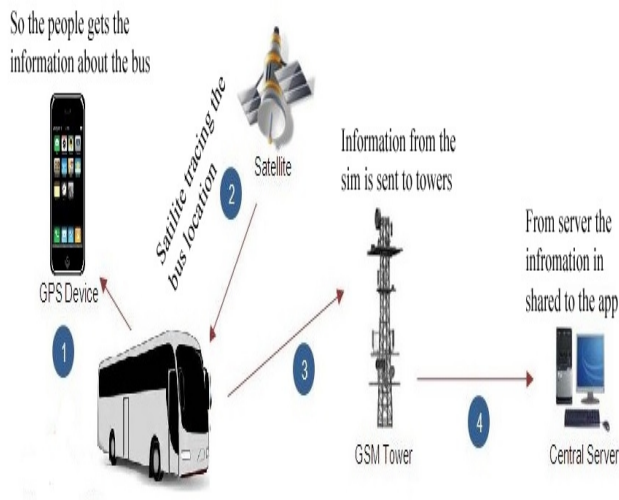 So the people gets the
information about the bus
GPS Device
1
Satilite tracing the
bus location
2
Satellite
Information from the
sim is sent to towers
3
GSM Tower
4
From server the
infromation in
shared to the app
Central Server